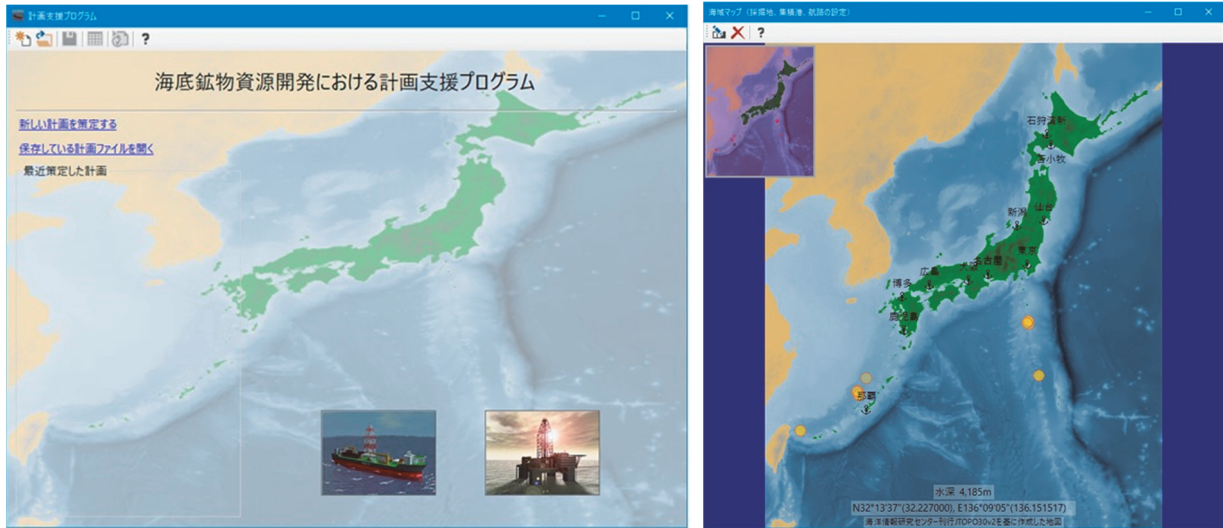 計画支援プログラム
?
海底鉱物資源開発における計画支援プログラム
新しい計画を策定する
保存している計画ファイルを開く
最近策定した計画
海域マップ（採掘地、集積港、航路の設定）
?
石狩湾新
苫小牧
仙台
新潟
東京
名古屋
大阪
広島
博多
鹿児島
那覇
水深 4,185m
N32°13'37"(32.227000), E136°09'05"(136.151517)
海洋情報研究センター刊行JTOPO30v2を基に作成した地図